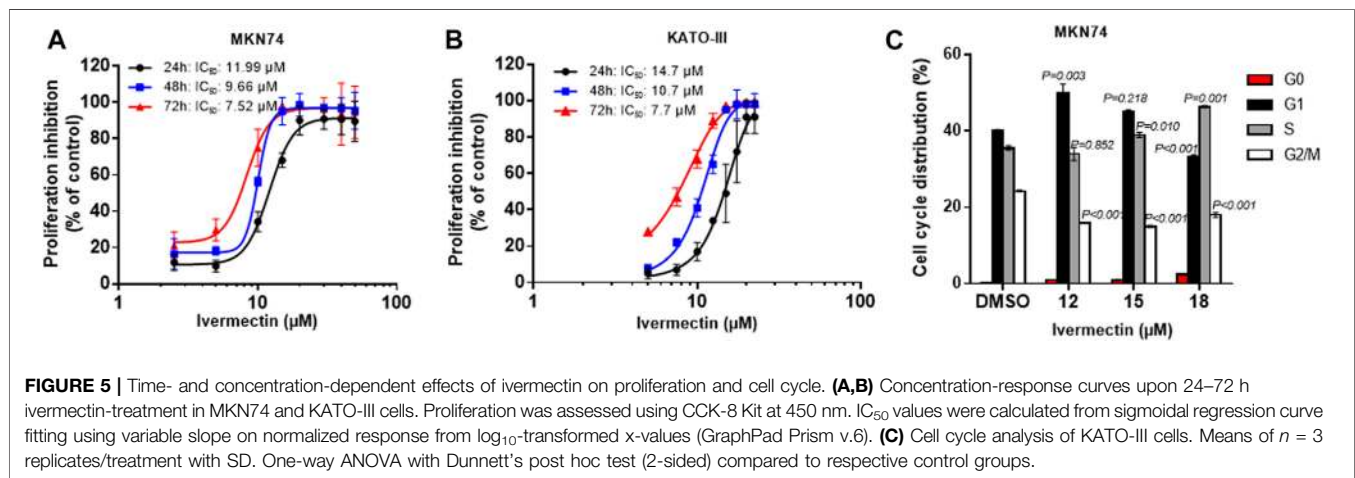 A
MKN74
24h: IC50: 11.99 µM
48h: IC50: 9.66 µM
72h: IC50: 7.52 µM
Proliferation inhibition
(% of control)
120
100
80
60
40
20
0
1
10
100
Ivermectin (µM)
B
KATO-III
24h: IC50: 14.7 µM
48h: IC50: 10.7 µM
72h: IC50: 7.7 µM
Proliferation inhibition
(% of control)
120
100
80
60
40
20
0
1
10
100
Ivermectin (µM)
C
MKN74
Cell cycle distribution (%)
60
40
20
0
P=0.003
P=0.852
P<0.001
P=0.218
P=0.010
P<0.001
P<0.001
P=0.001
P<0.001
DMSO
12
15
18
Ivermectin (µM)
G0
G1
S
G2/M
FIGURE 5 | Time- and concentration-dependent effects of ivermectin on proliferation and cell cycle. (A,B) Concentration-response curves upon 24–72 h
ivermectin-treatment in MKN74 and KATO-III cells. Proliferation was assessed using CCK-8 Kit at 450 nm. IC50 values were calculated from sigmoidal regression curve
fitting using variable slope on normalized response from log10-transformed x-values (GraphPad Prism v.6). (C) Cell cycle analysis of KATO-III cells. Means of n = 3
replicates/treatment with SD. One-way ANOVA with Dunnett's post hoc test (2-sided) compared to respective control groups.